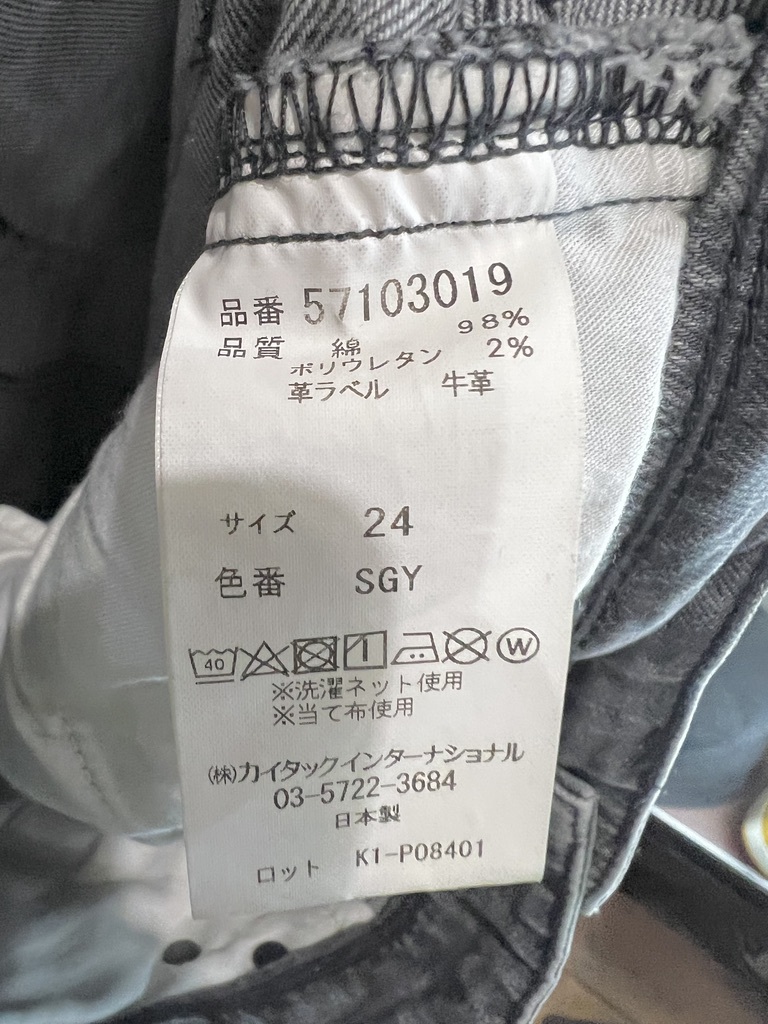 品番 57103019
品質 綿 98%
ポリウレタン 2%
革ラベル 牛革
サイズ 24
色番 SGY
40 W
※洗濯ネット使用
※当て布使用
(株)カイタックインターナショナル
03-5722-3684
日本製
ロット K1-P08401